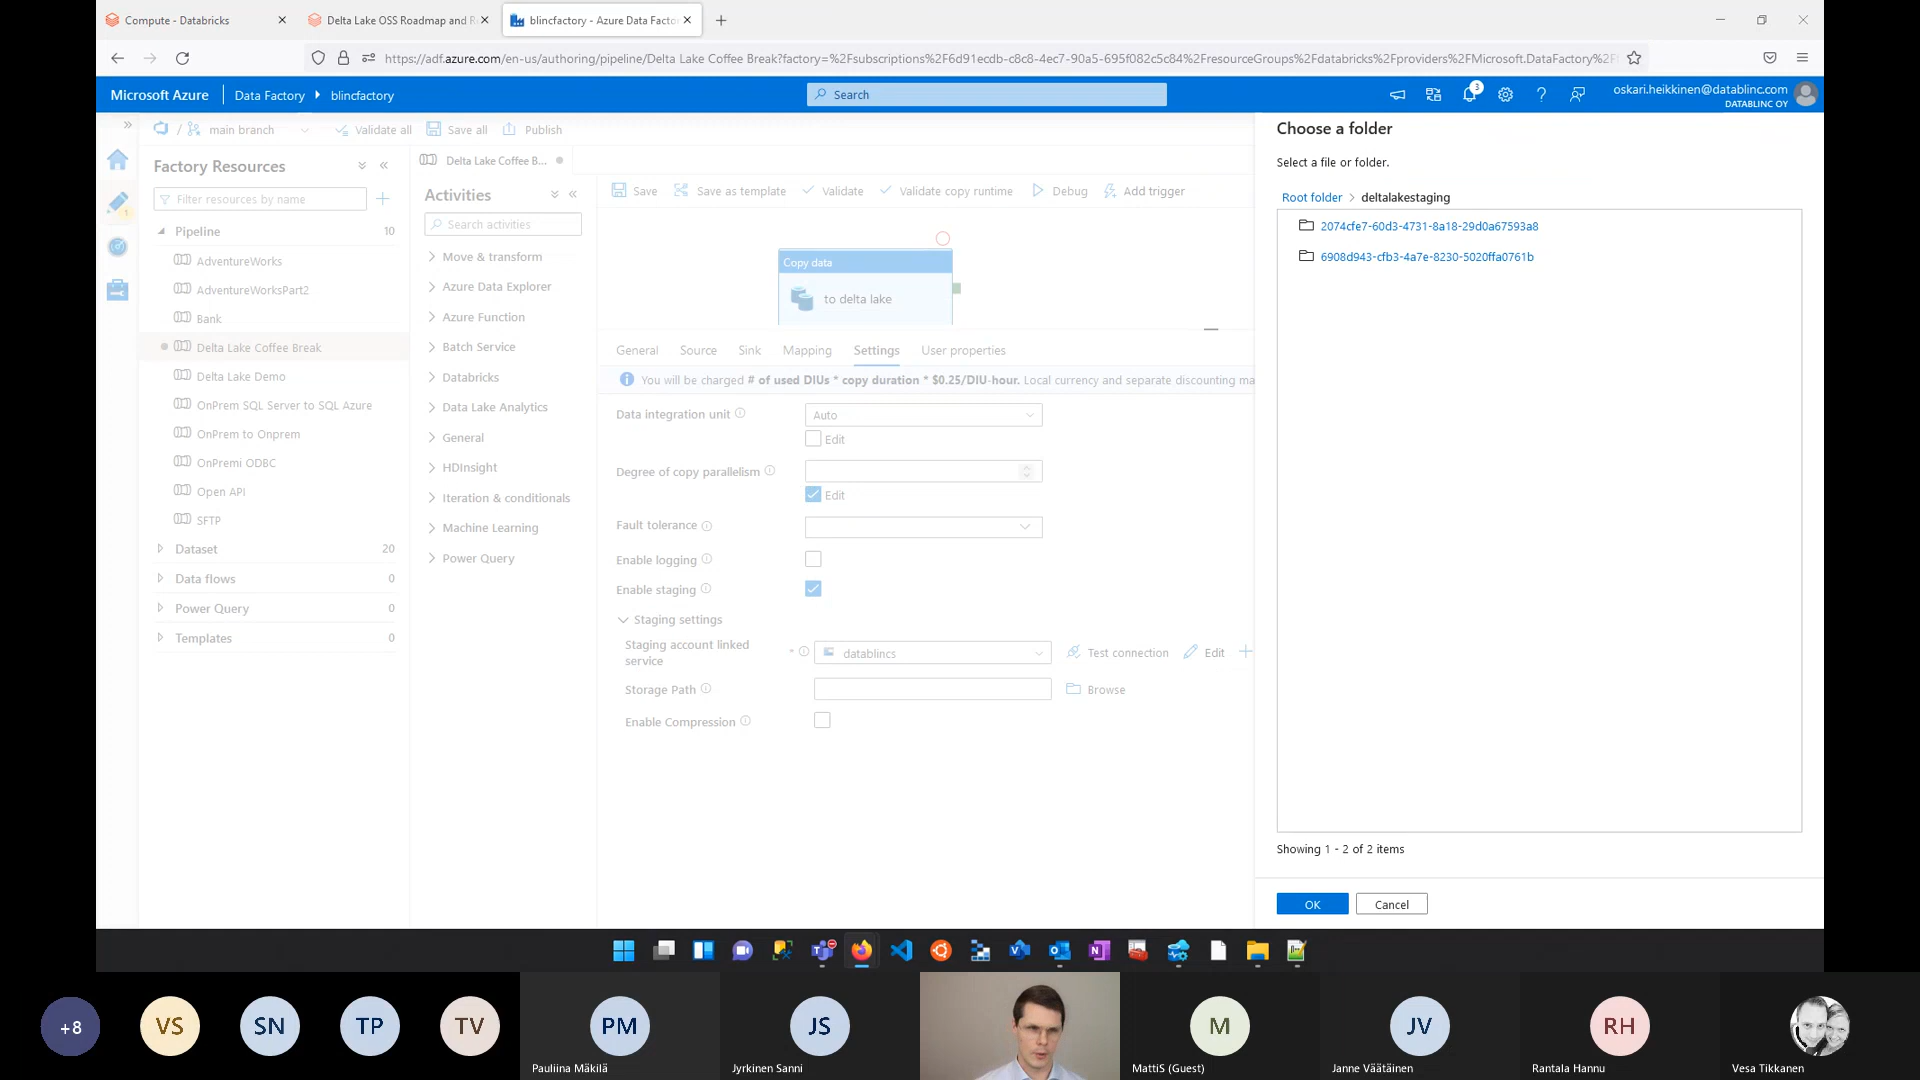 Compute - Databricks
Delta Lake OSS Roadmap and R
blincfactory - Azure Data Facto
https://adf.azure.com/en-us/authoring/pipeline/Delta Lake Coffee Break?factory=%2Fsubscriptions%2F6d91ecdb-c8c8-4ec7-90a5-695f082c5c84%2FresourceGroups%2Fdatabricks%2Fproviders%2FMicrosoft.DataFactory%2F
Microsoft Azure
Data Factory
blincfactory
Search
3
oskari.heikkinen@datablinc.com
DATABLINC OY
/ main branch
Validate all
Save all
Publish
Factory Resources
Filter resources by name
Pipeline 10
AdventureWorks
AdventureWorksPart2
Bank
Delta Lake Coffee Break
Delta Lake Demo
OnPrem SQL Server to SQL Azure
OnPrem to Onprem
OnPremi ODBC
Open API
SFTP
Dataset 20
Data flows 0
Power Query 0
Templates 0
Delta Lake Coffee B...
Activities
Search activities
Move & transform
Azure Data Explorer
Azure Function
Batch Service
Databricks
Data Lake Analytics
General
HDInsight
Iteration & conditionals
Machine Learning
Power Query
Save
Save as template
Validate
Validate copy runtime
Debug
Add trigger
Copy data
to delta lake
General
Source
Sink
Mapping
Settings
User properties
You will be charged # of used DIUs * copy duration * $0.25/DIU-hour. Local currency and separate discounting ma
Data integration unit
Auto
Edit
Degree of copy parallelism
Edit
Fault tolerance
Enable logging
Enable staging
Staging settings
Staging account linked service *
datablincs
Test connection
Edit
Storage Path
Browse
Enable Compression
Choose a folder
Select a file or folder.
Root folder > deltalakestaging
2074cfe7-60d3-4731-8a18-29d0a67593a8
6908d943-cfb3-4a7e-8230-5020ffa0761b
Showing 1 - 2 of 2 items
OK
Cancel
+8
VS
SN
TP
TV
PM
Pauliina Mäkilä
JS
Jyrkinen Sanni
M
MattiS (Guest)
JV
Janne Väätäinen
RH
Rantala Hannu
Vesa Tikkanen